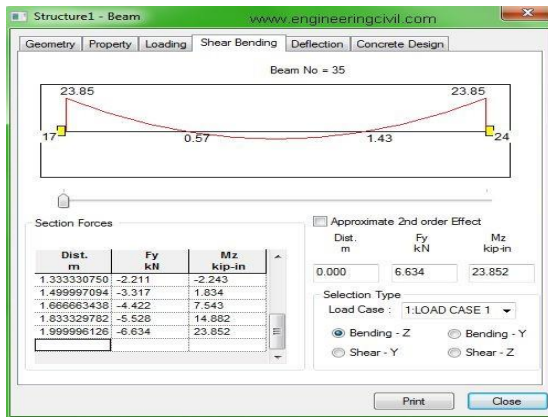 Structure1 - Beam
www.engineeringcivil.com
Geometry Property Loading Shear Bending Deflection Concrete Design
Beam No = 35
23.85 23.85
17 0.57 1.43 24
Section Forces
Dist. m Fy kN Mz kip-in
1.333330750 -2.211 -2.243
1.499997094 -3.317 1.834
1.666663438 -4.422 7.543
1.833329782 -5.528 14.882
1.999996126 -6.634 23.852
Approximate 2nd order Effect
Dist. m Fy kN Mz kip-in
0.000 6.634 23.852
Selection Type
Load Case : 1:LOAD CASE 1
Bending - Z Bending - Y
Shear - Y Shear - Z
Print Close